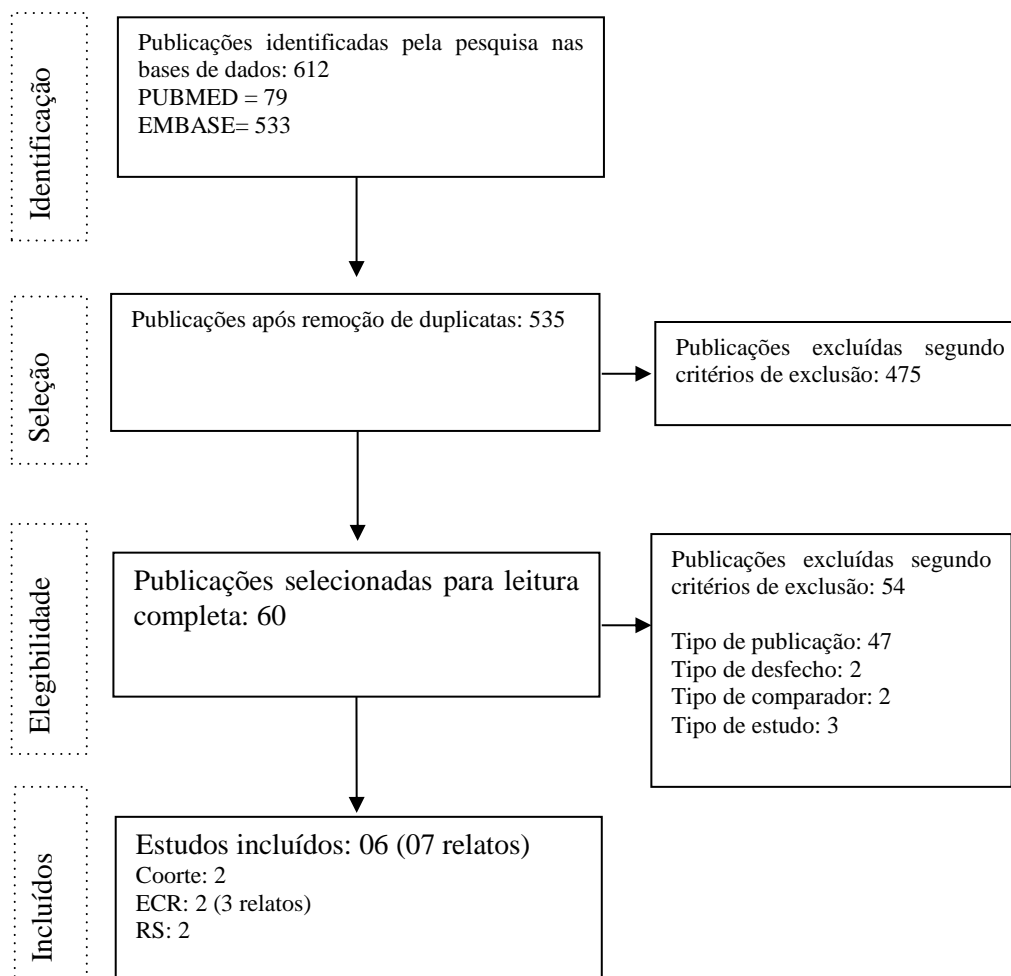 Identificação
Publicações identificadas pela pesquisa nas
bases de dados: 612
PUBMED = 79
EMBASE= 533
Seleção
Publicações após remoção de duplicatas: 535
Publicações excluídas segundo
critérios de exclusão: 475
Elegibilidade
Publicações selecionadas para leitura
completa: 60
Publicações excluídas segundo
critérios de exclusão: 54
Tipo de publicação: 47
Tipo de desfecho: 2
Tipo de comparador: 2
Tipo de estudo: 3
Incluídos
Estudos incluídos: 06 (07 relatos)
Coorte: 2
ECR: 2 (3 relatos)
RS: 2